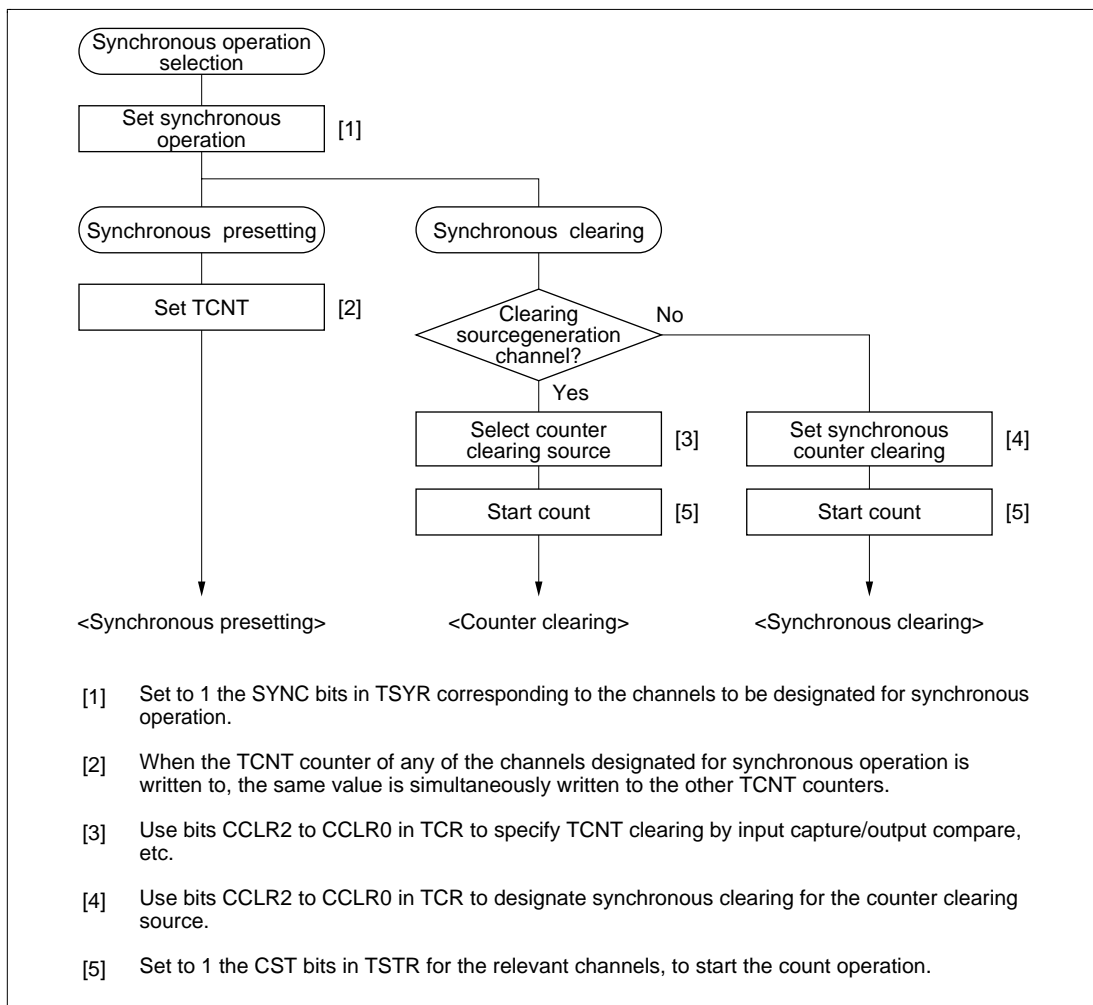 Synchronous operation
selection
Set synchronous
operation
[1]
Synchronous presetting
Synchronous clearing
Set TCNT
[2]
Clearing
sourcegeneration
channel?
No
Yes
Select counter
clearing source
[3]
Set synchronous
counter clearing
[4]
Start count
[5]
Start count
[5]
<Synchronous presetting>
<Counter clearing>
<Synchronous clearing>
[1] Set to 1 the SYNC bits in TSYR corresponding to the channels to be designated for synchronous
operation.
[2] When the TCNT counter of any of the channels designated for synchronous operation is
written to, the same value is simultaneously written to the other TCNT counters.
[3] Use bits CCLR2 to CCLR0 in TCR to specify TCNT clearing by input capture/output compare,
etc.
[4] Use bits CCLR2 to CCLR0 in TCR to designate synchronous clearing for the counter clearing
source.
[5] Set to 1 the CST bits in TSTR for the relevant channels, to start the count operation.